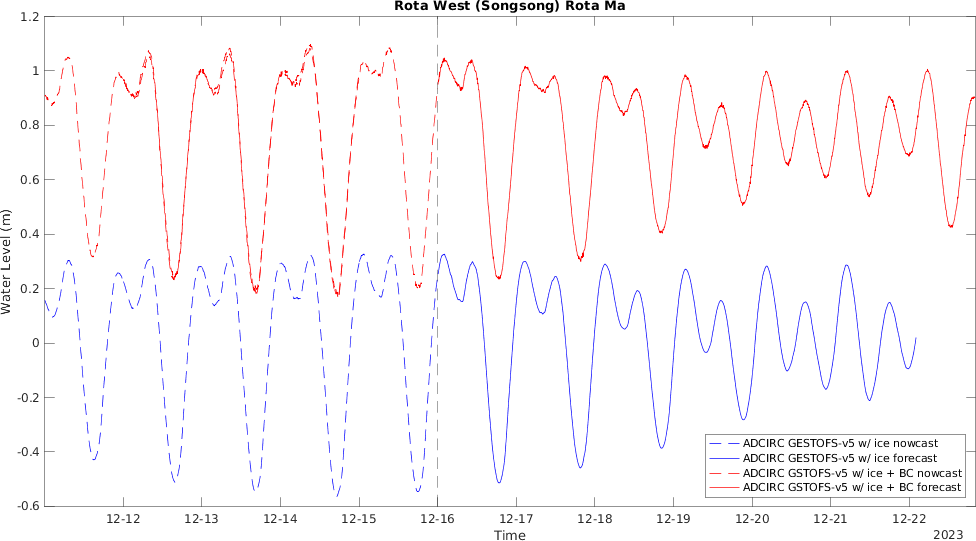 Rota West (Songsong) Rota Ma
1.2
1
0.8
0.6
0.4
0.2
0
-0.2
-0.4
-0.6
Water Level (m)
ADCIRC GESTOFS-v5 w/ ice nowcast
ADCIRC GESTOFS-v5 w/ ice forecast
ADCIRC GSTOFS-v5 w/ ice + BC nowcast
ADCIRC GSTOFS-v5 w/ ice + BC forecast
12-12 12-13 12-14 12-15 12-16 12-17 12-18 12-19 12-20 12-21 12-22
Time
2023